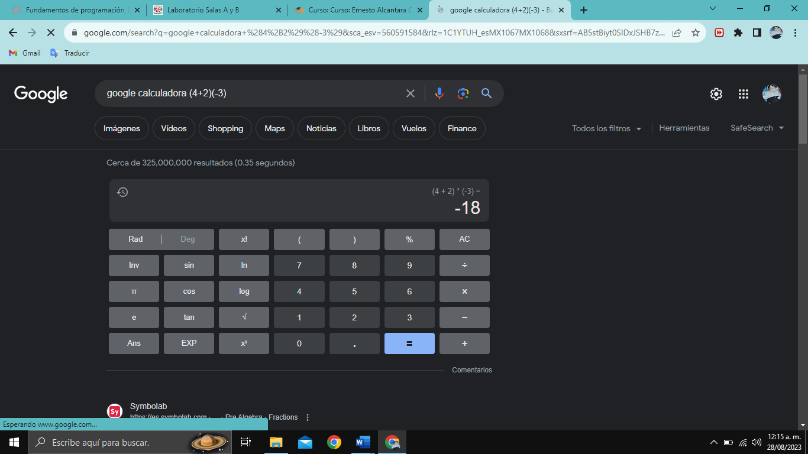 Fundamentos de programación
Laboratorio Salas A y B
Curso: Curso: Ernesto Alcantara C
google calculadora (4+2)(-3) - Bu
google.com/search?q=google+calculadora+%284%2B2%29%28-3%29&sca_esv=560591584&rlz=1C1YTUH_esMX1067MX1068&sxsrf=AB5stBiyt0SIDxJSHB7z...
Gmail
Traducir
Google
google calculadora (4+2)(-3)
Imágenes
Videos
Shopping
Maps
Noticias
Libros
Vuelos
Finance
Todos los filtros
Herramientas
SafeSearch
Cerca de 325,000,000 resultados (0.35 segundos)
(4 + 2) * (-3) =
-18
Rad | Deg x! ( ) % AC
Inv sin ln 7 8 9 ÷
π cos log 4 5 6 ×
e tan √ 1 2 3 −
Ans EXP xʸ 0 . = +
Comentarios
Sy
Symbolab
https://es.symbolab.com › ... › Pre Algebra › Fractions
Esperando www.google.com...
Escribe aquí para buscar.
12:15 a. m.
28/08/2023